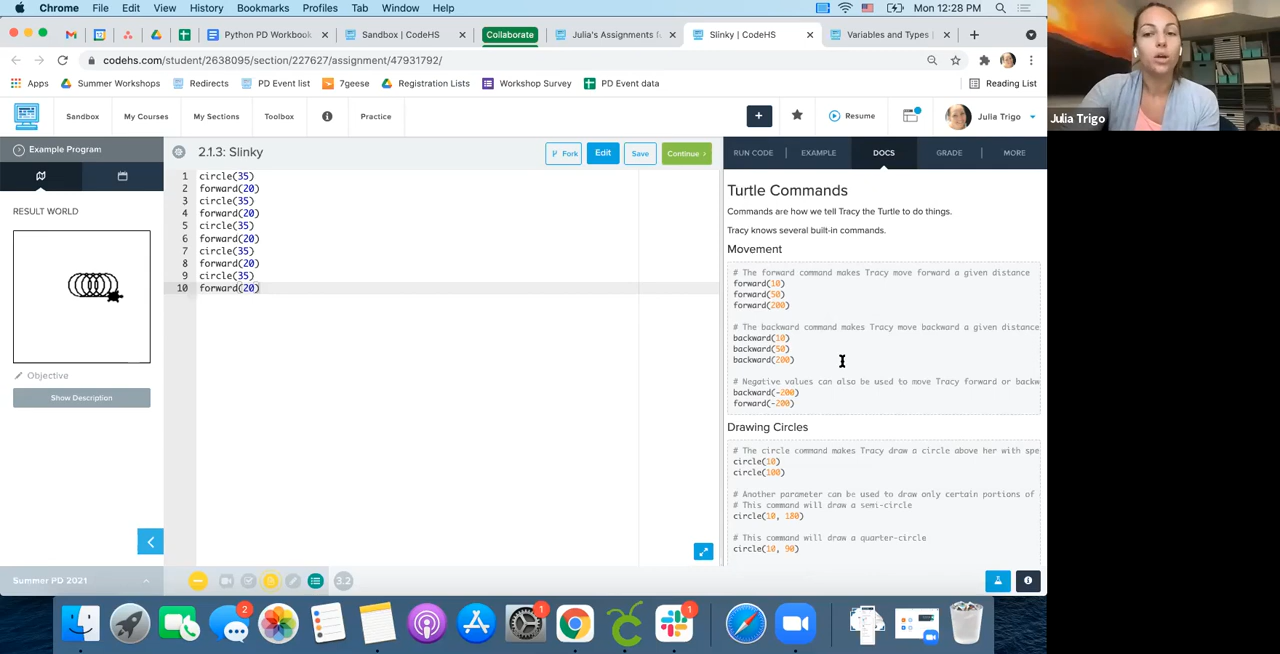 Chrome File Edit View History Bookmarks Profiles Tab Window Help Mon 12:28 PM
Python PD Workbook Sandbox | CodeHS Collaborate Julia's Assignments f Slinky | CodeHS Variables and Types |
codehs.com/student/2638095/section/227627/assignment/47931792/
Apps Summer Workshops Redirects PD Event list 7geese Registration Lists Workshop Survey PD Event data Reading List
Sandbox My Courses My Sections Toolbox Practice + Resume Julia Trigo
Julia Trigo
Example Program
2.1.3: Slinky Fork Edit Save Continue
RUN CODE EXAMPLE DOCS GRADE MORE
RESULT WORLD
Objective
Show Description
1 circle(35)
2 forward(20)
3 circle(35)
4 forward(20)
5 circle(35)
6 forward(20)
7 circle(35)
8 forward(20)
9 circle(35)
10 forward(20)
Turtle Commands
Commands are how we tell Tracy the Turtle to do things.
Tracy knows several built-in commands.
Movement
# The forward command makes Tracy move forward a given distance
forward(10)
forward(50)
forward(200)
# The backward command makes Tracy move backward a given distance
backward(10)
backward(50)
backward(200)
# Negative values can also be used to move Tracy forward or backw
backward(-200)
forward(-200)
Drawing Circles
# The circle command makes Tracy draw a circle above her with spe
circle(10)
circle(100)
# Another parameter can be used to draw only certain portions of
# This command will draw a semi-circle
circle(10, 180)
# This command will draw a quarter-circle
circle(10, 90)
Summer PD 2021
3.2
2 1 1